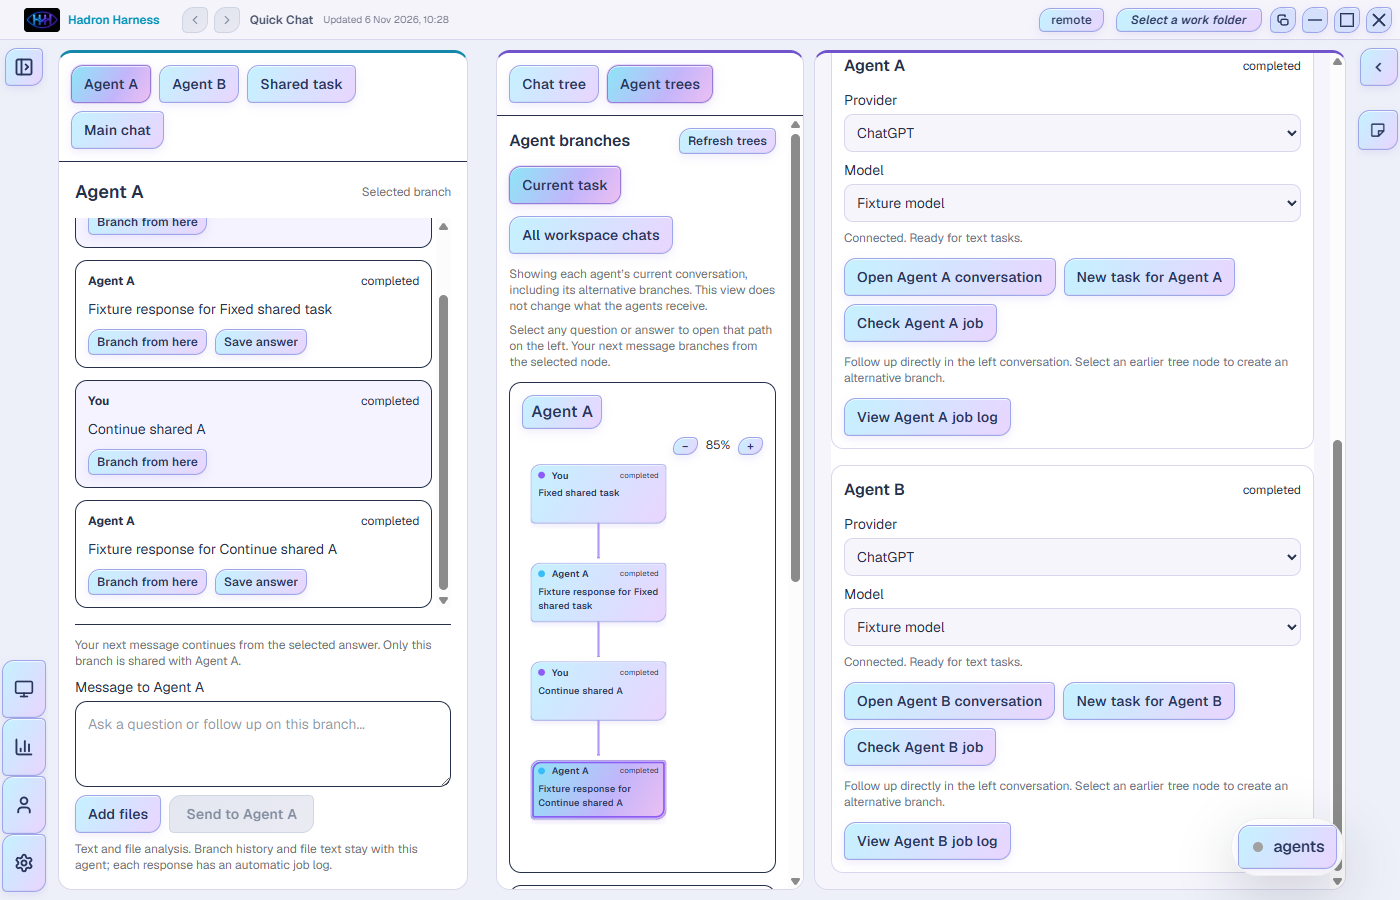 Hadron Harness
Quick Chat
Updated 6 Nov 2026, 10:28
remote
Select a work folder
Agent A
Agent B
Shared task
Main chat
Agent A
Selected branch
Branch from here
Agent A
completed
Fixture response for Fixed shared task
Branch from here
Save answer
You
completed
Continue shared A
Branch from here
Agent A
completed
Fixture response for Continue shared A
Branch from here
Save answer
Your next message continues from the selected answer. Only this
branch is shared with Agent A.
Message to Agent A
Ask a question or follow up on this branch...
Add files
Send to Agent A
Text and file analysis. Branch history and file text stay with this
agent; each response has an automatic job log.
Chat tree
Agent trees
Agent branches
Refresh trees
Current task
All workspace chats
Showing each agent's current conversation,
including its alternative branches. This view does
not change what the agents receive.
Select any question or answer to open that path
on the left. Your next message branches from
the selected node.
Agent A
−
85%
+
You
completed
Fixed shared task
Agent A
completed
Fixture response for Fixed
shared task
You
completed
Continue shared A
Agent A
completed
Fixture response for
Continue shared A
Agent A
completed
Provider
ChatGPT
Model
Fixture model
Connected. Ready for text tasks.
Open Agent A conversation
New task for Agent A
Check Agent A job
Follow up directly in the left conversation. Select an earlier tree node to create an
alternative branch.
View Agent A job log
Agent B
completed
Provider
ChatGPT
Model
Fixture model
Connected. Ready for text tasks.
Open Agent B conversation
New task for Agent B
Check Agent B job
Follow up directly in the left conversation. Select an earlier tree node to create an
alternative branch.
View Agent B job log
agents